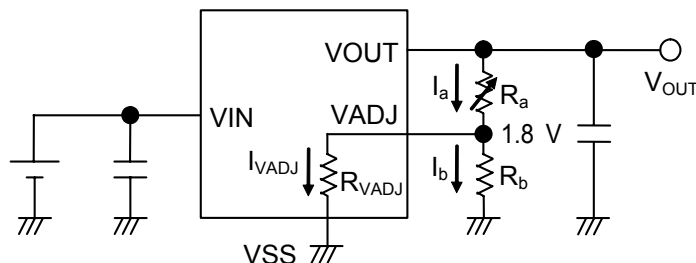 VOUT
VOUT
Ia
Ra
VIN
VADJ
1.8 V
IVADJ
RVADJ
Ib
Rb
VSS